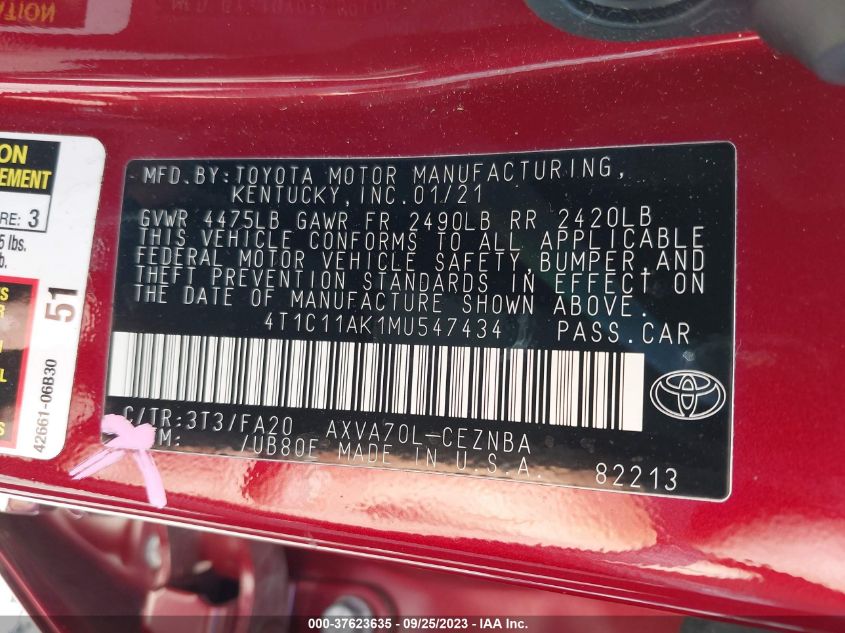 ATION
ON
EMENT
RE: 3
5 lbs.
b.
S
R
L
S
51
42661-06B30
MFD.BY:TOYOTA MOTOR MANUFACTURING,
KENTUCKY,INC.01/21
GVWR 4475LB GAWR FR 2490LB RR 2420LB
THIS VEHICLE CONFORMS TO ALL APPLICABLE
FEDERAL MOTOR VEHICLE SAFETY,BUMPER,AND
THEFT PREVENTION STANDARDS IN EFFECT ON
THE DATE OF MANUFACTURE SHOWN ABOVE.
4T1C11AK1MU547434 PASS.CAR
C/TR:3T3/FA20 AXVA70L-CEZNBA
/UB80E MADE IN U.S.A.
82213
000-37623635 - 09/25/2023 - IAA Inc.